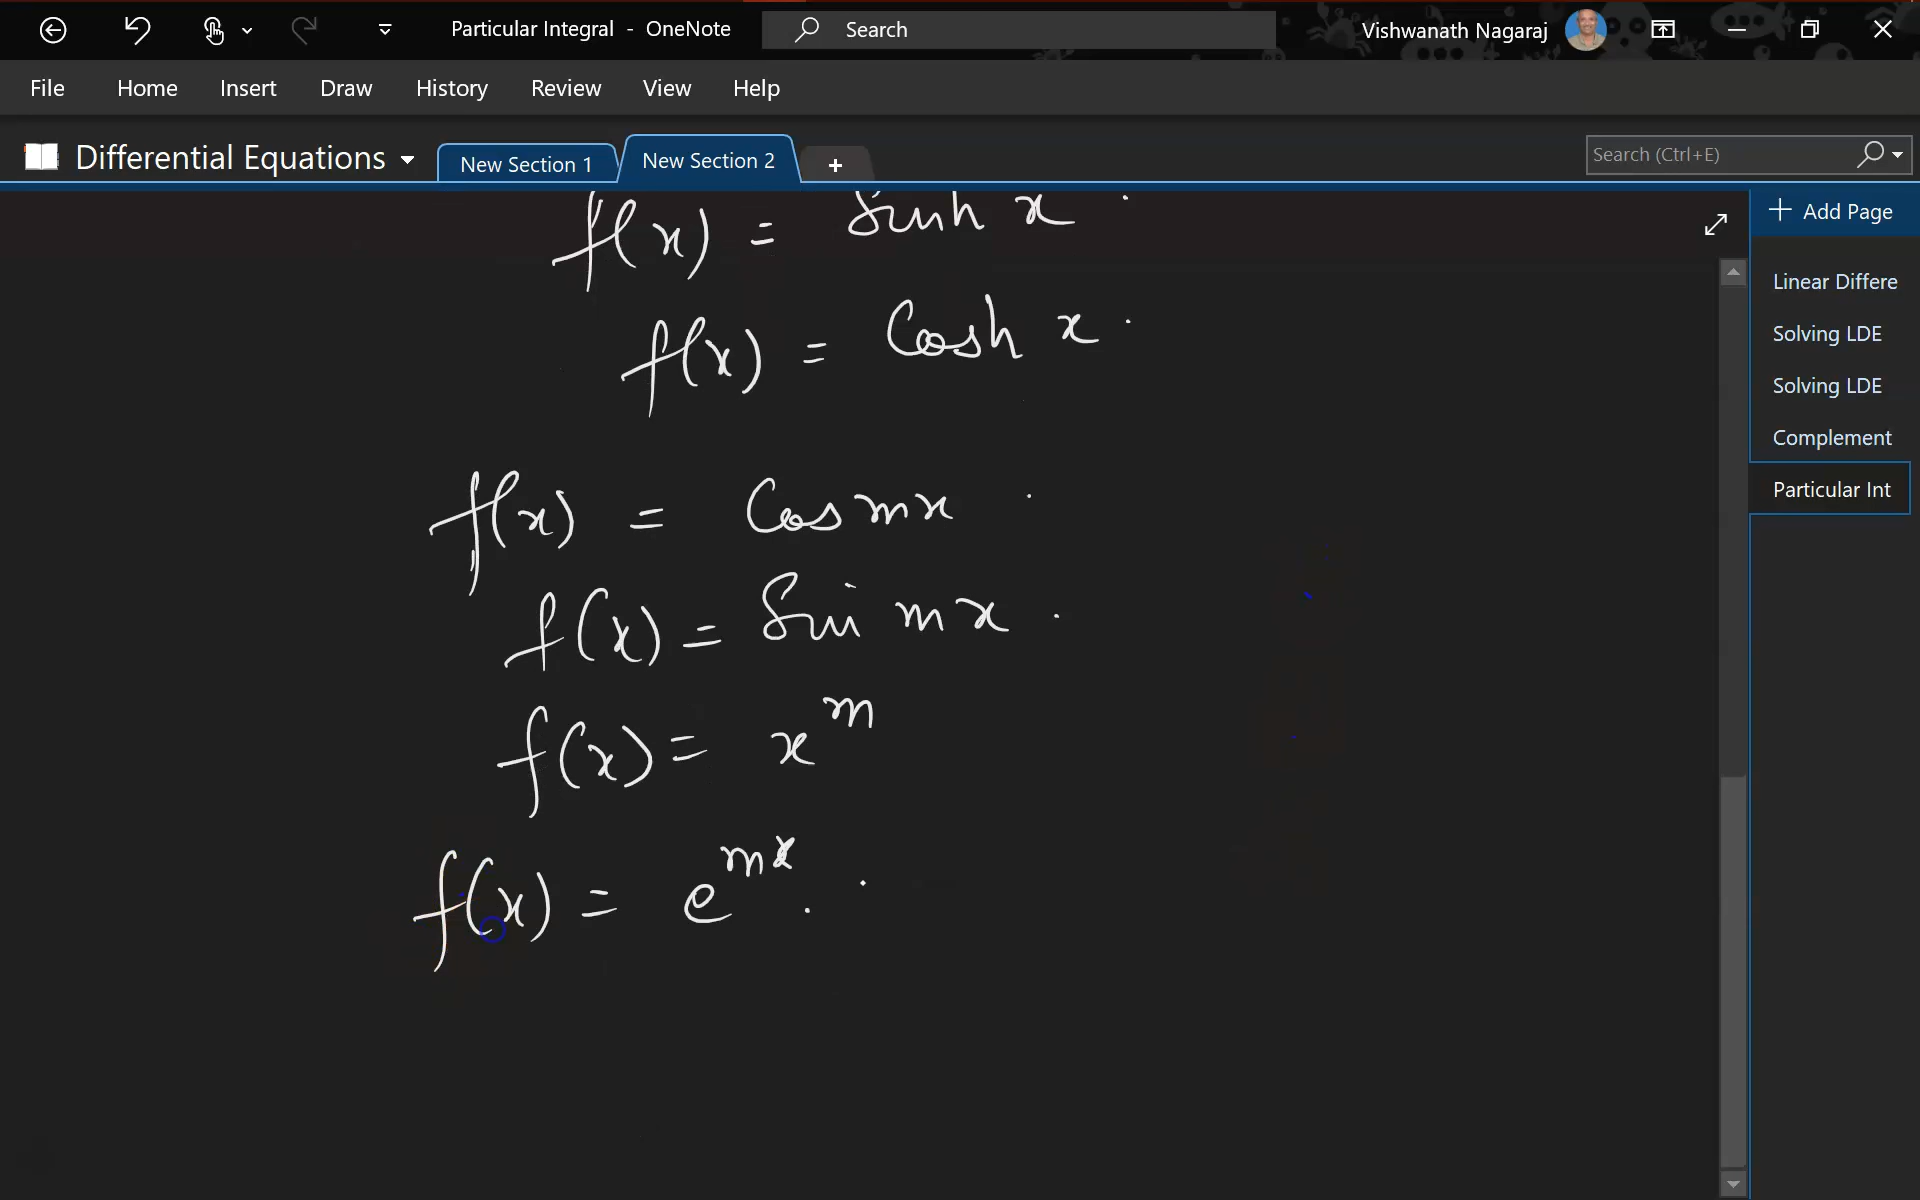 Particular Integral - OneNote
Search
Vishwanath Nagaraj
File Home Insert Draw History Review View Help
Differential Equations
New Section 1
New Section 2
+
Search (Ctrl+E)
+ Add Page
Linear Differe
Solving LDE
Solving LDE
Complement
Particular Int
f(x) = Sinh x .
f(x) = Cosh x .
f(x) = Cos mx .
f(x) = Sin mx .
f(x) = x^m
f(x) = e^mx . .